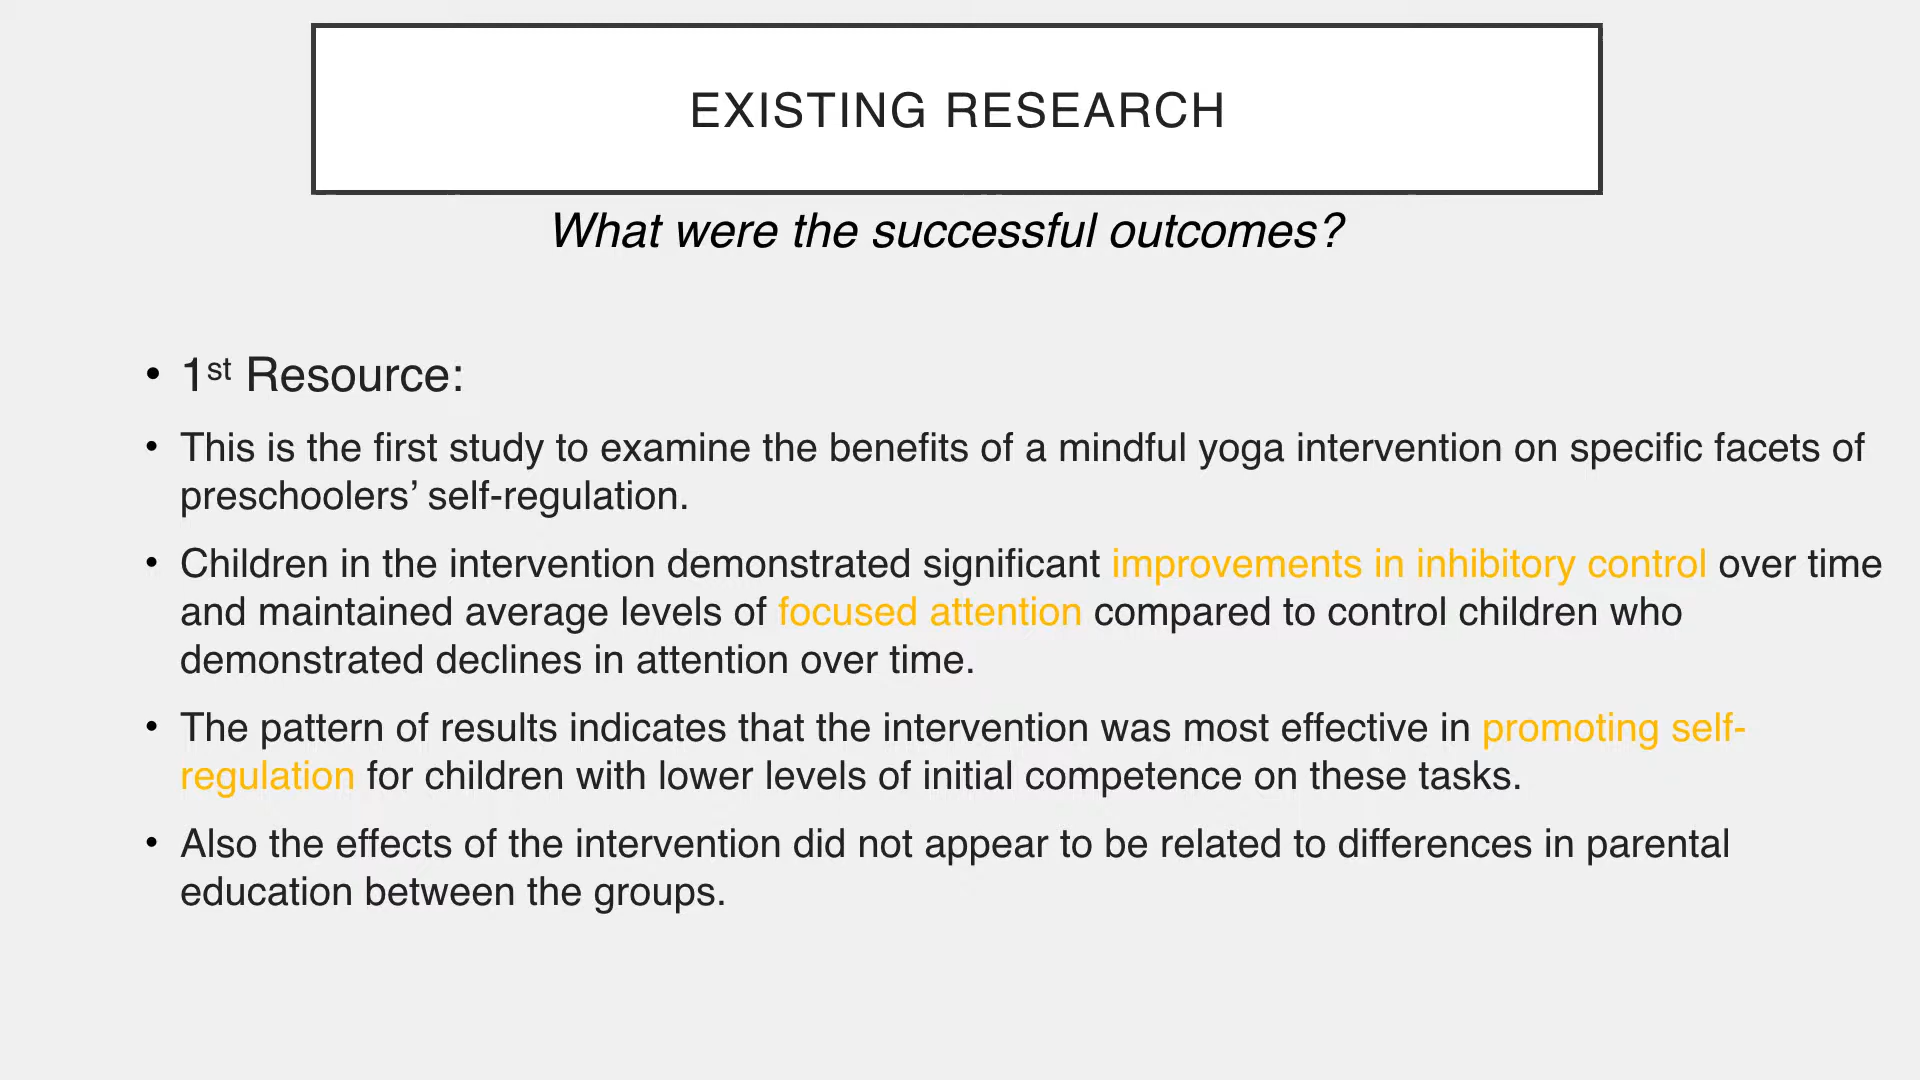 EXISTING RESEARCH
What were the successful outcomes?
• 1st Resource:
• This is the first study to examine the benefits of a mindful yoga intervention on specific facets of
preschoolers’ self-regulation.
• Children in the intervention demonstrated significant improvements in inhibitory control over time
and maintained average levels of focused attention compared to control children who
demonstrated declines in attention over time.
• The pattern of results indicates that the intervention was most effective in promoting self-
regulation for children with lower levels of initial competence on these tasks.
• Also the effects of the intervention did not appear to be related to differences in parental
education between the groups.